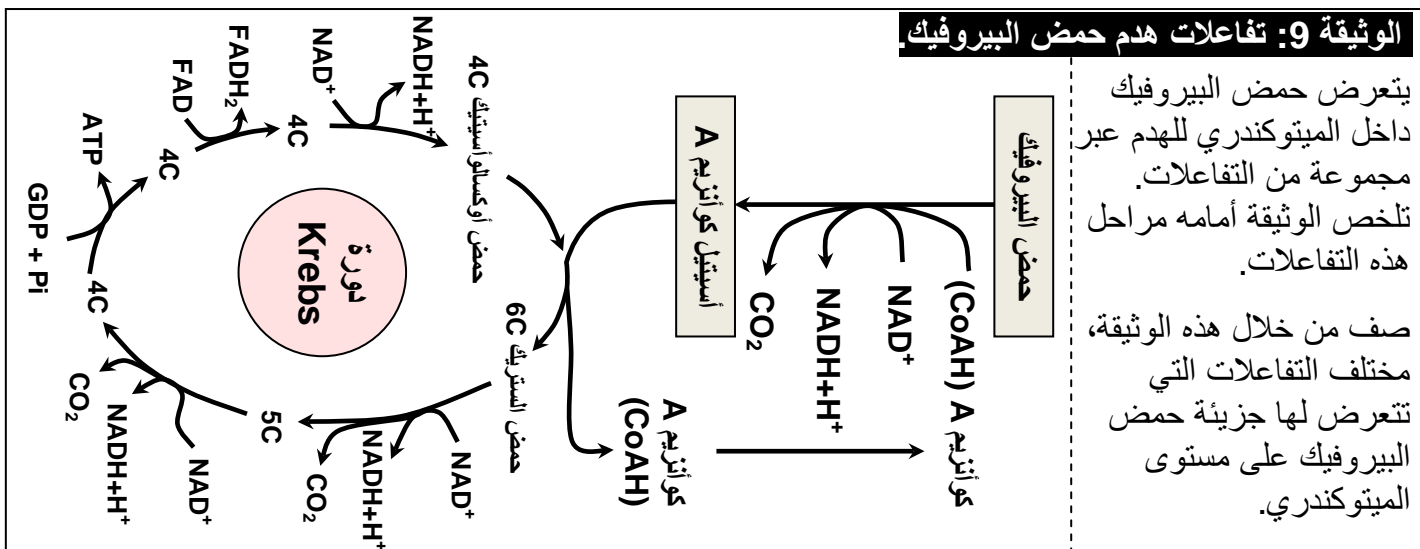 الوثيقة 9: تفاعلات هدم حمض البيروفيك.
يتعرض حمض البيروفيك
داخل الميتوكندري للهدم عبر
مجموعة من التفاعلات.
تلخص الوثيقة أمامه مراحل
هذه التفاعلات.
صف من خلال هذه الوثيقة،
مختلف التفاعلات التي
تتعرض لها جزيئة حمض
البيروفيك على مستوى
الميتوكندري.
حمض البيروفيك
كوأنزيم A (CoAH)
NAD⁺
NADH+H⁺
CO₂
أسيتيل كوأنزيم A
كوأنزيم A
(CoAH)
حمض أوكسالوأسيتيك 4C
حمض الستريك 6C
NAD⁺
NADH+H⁺
CO₂
5C
NAD⁺
NADH+H⁺
CO₂
4C
GDP + Pi
ATP
4C
FAD
FADH₂
4C
NAD⁺
NADH+H⁺
دورة
Krebs